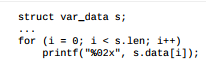 struct var_data s;
...
for (i = 0; i < s.len; i++)
printf("%02x", s.data[i]);